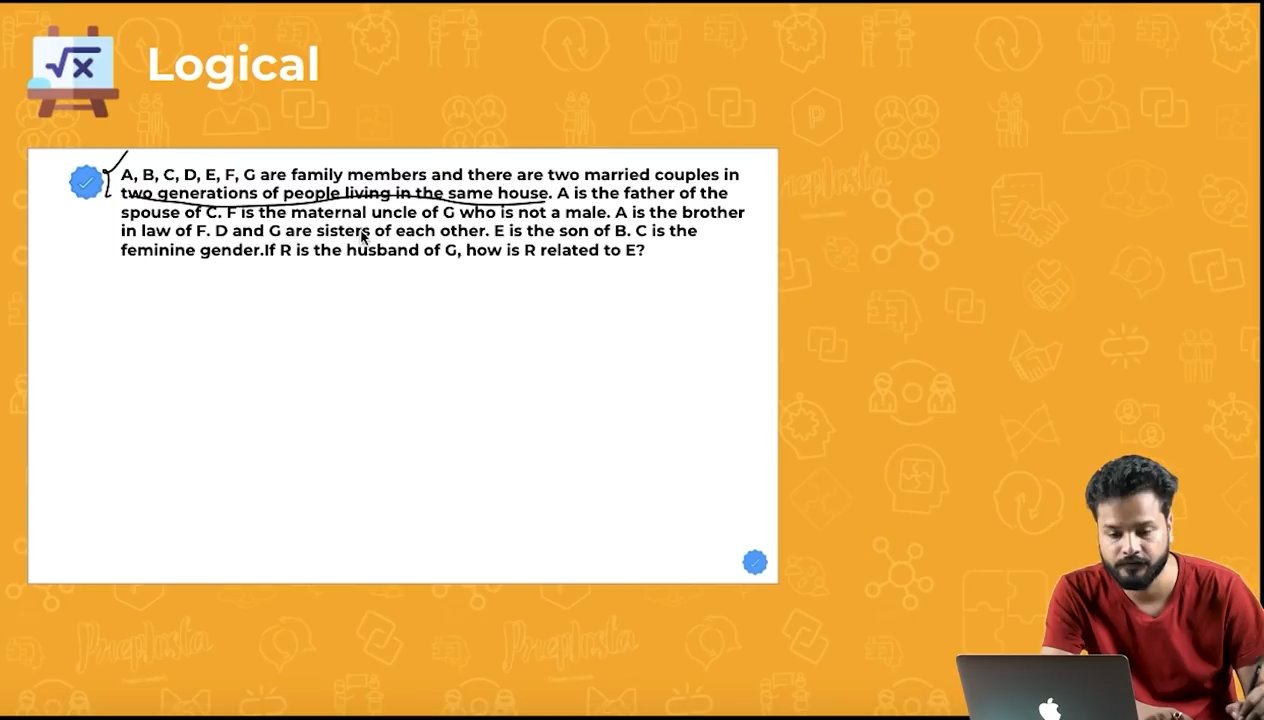 √x
Logical
A, B, C, D, E, F, G are family members and there are two married couples in
two generations of people living in the same house. A is the father of the
spouse of C. F is the maternal uncle of G who is not a male. A is the brother
in law of F. D and G are sisters of each other. E is the son of B. C is the
feminine gender.If R is the husband of G, how is R related to E?
PrepInsta
PrepInsta
PrepInsta